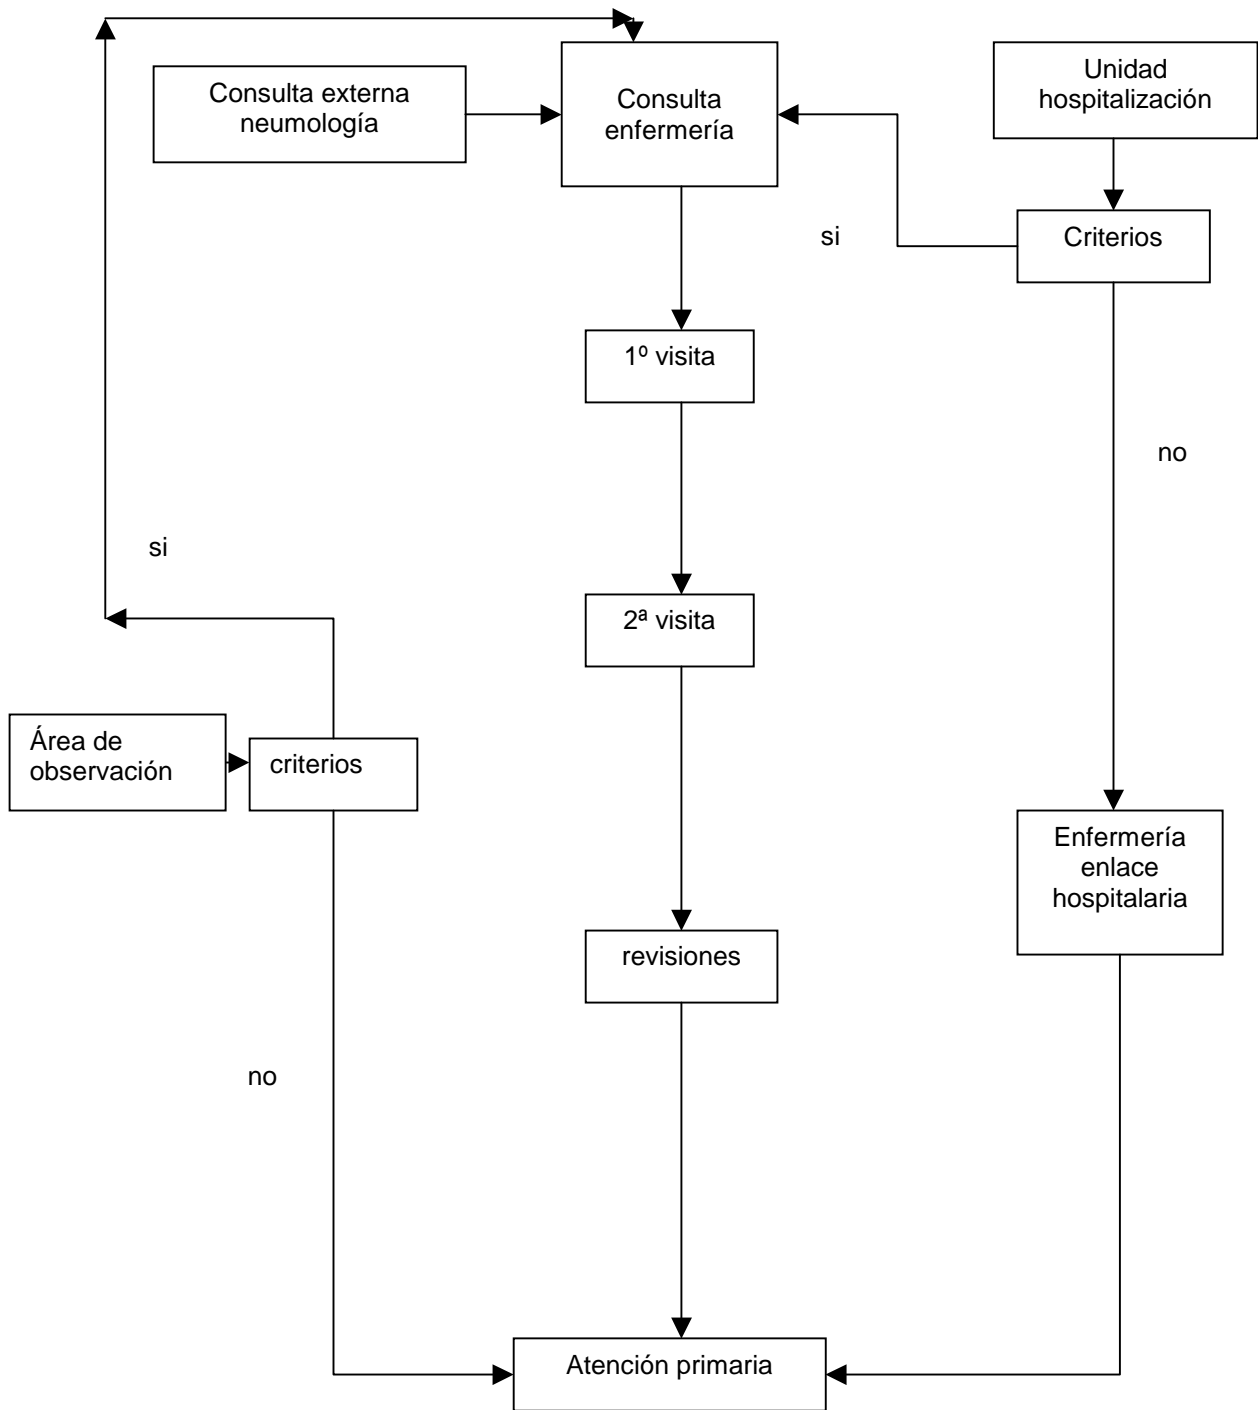 Consulta externa
neumología
Consulta
enfermería
Unidad
hospitalización
si
Criterios
1º visita
no
si
2ª visita
Área de
observación
criterios
Enfermería
enlace
hospitalaria
revisiones
no
Atención primaria